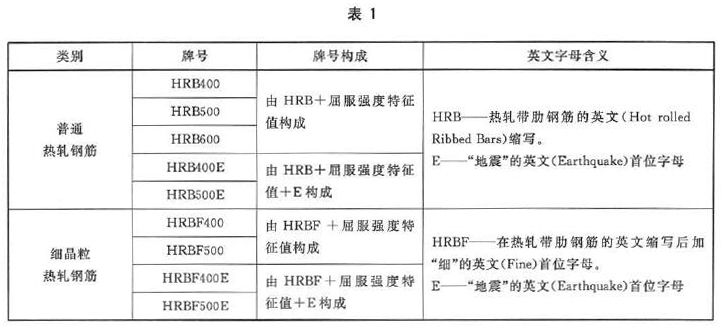 表 1
类别 牌号 牌号构成 英文字母含义
普通
热轧钢筋
HRB400
HRB500
HRB600
由 HRB+屈服强度特征
值构成
HRB400E
HRB500E
由 HRB+屈服强度特征
值+E 构成
HRB——热轧带肋钢筋的英文(Hot rolled
Ribbed Bars)缩写。
E——“地震”的英文(Earthquake)首位字母
细晶粒
热轧钢筋
HRBF400
HRBF500
由 HRBF +屈服强度特
征值构成
HRBF400E
HRBF500E
由 HRBF+屈服强度特
征值+E构成
HRBF——在热轧带肋钢筋的英文缩写后加
“细”的英文(Fine)首位字母。
E——“地震”的英文(Earthquake)首位字母